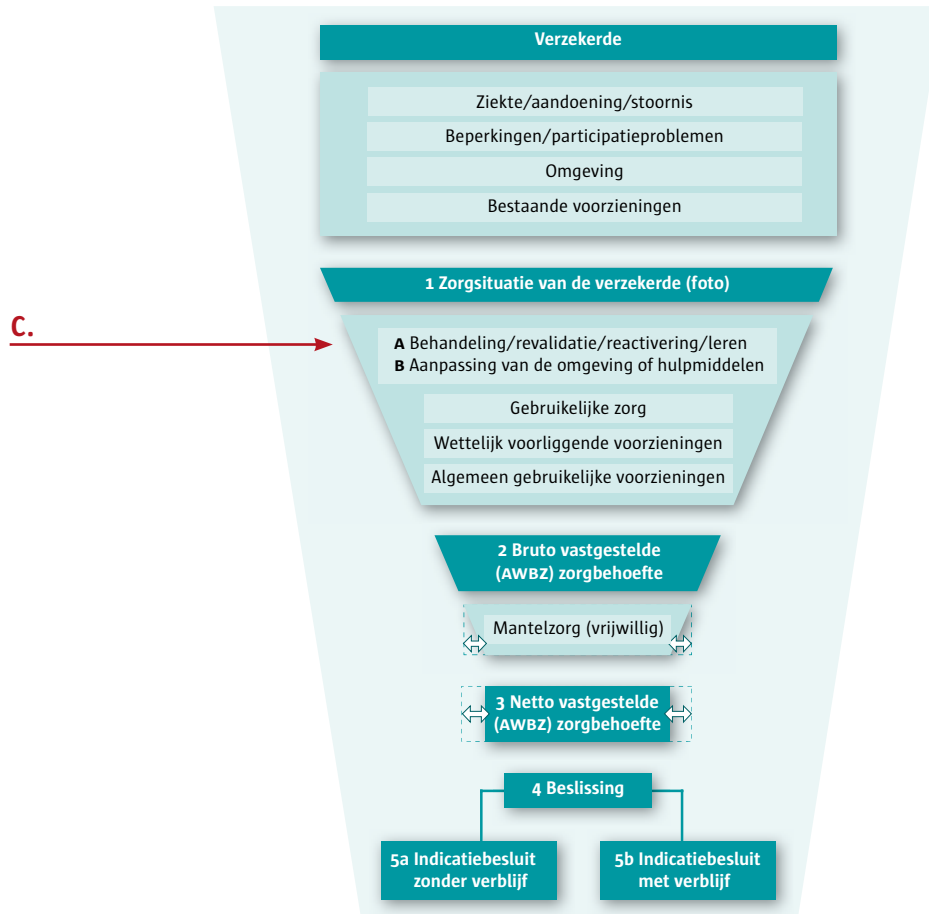 Verzekerde
Ziekte/aandoening/stoornis
Beperkingen/participatieproblemen
Omgeving
Bestaande voorzieningen
1 Zorgsituatie van de verzekerde (foto)
C.
A Behandeling/revalidatie/reactivering/leren
B Aanpassing van de omgeving of hulpmiddelen
Gebruikelijke zorg
Wettelijk voorliggende voorzieningen
Algemeen gebruikelijke voorzieningen
2 Bruto vastgestelde
(AWBZ) zorgbehoefte
Mantelzorg (vrijwillig)
3 Netto vastgestelde
(AWBZ) zorgbehoefte
4 Beslissing
5a Indicatiebesluit
zonder verblijf
5b Indicatiebesluit
met verblijf